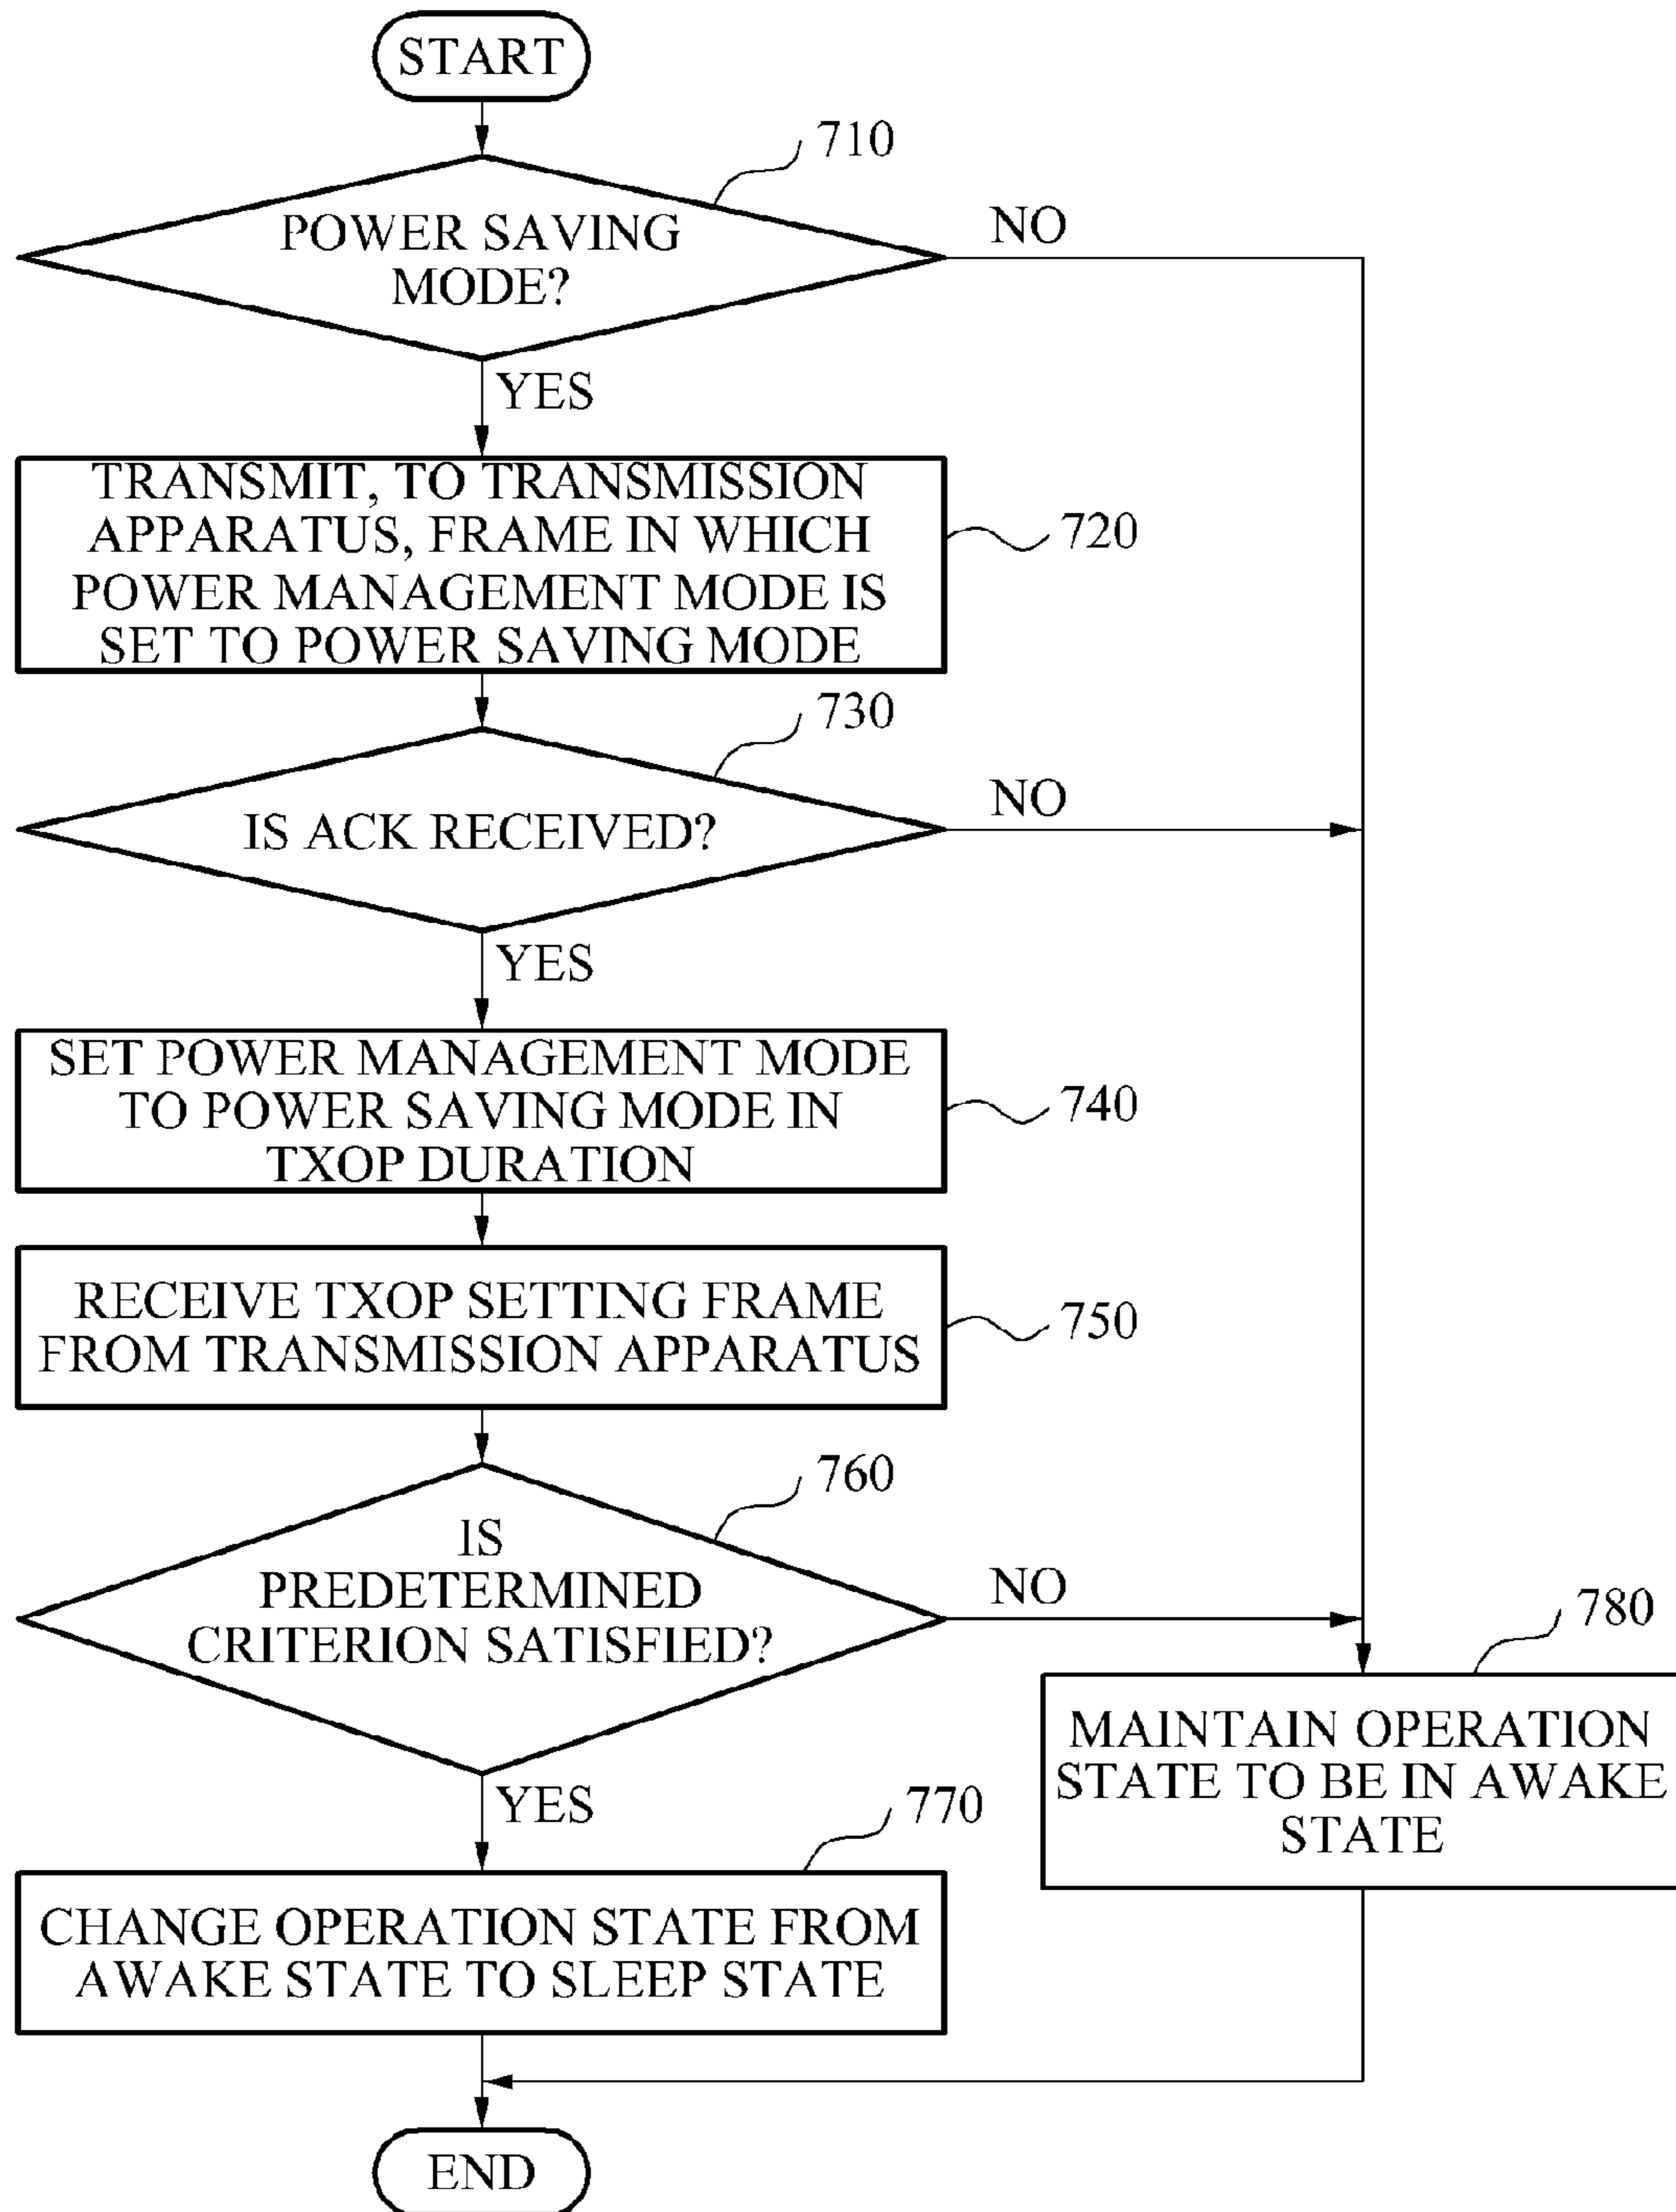 START
710
POWER SAVING
MODE?
NO
YES
TRANSMIT, TO TRANSMISSION
APPARATUS, FRAME IN WHICH
POWER MANAGEMENT MODE IS
SET TO POWER SAVING MODE
720
730
IS ACK RECEIVED?
NO
YES
SET POWER MANAGEMENT MODE
TO POWER SAVING MODE IN
TXOP DURATION
740
RECEIVE TXOP SETTING FRAME
FROM TRANSMISSION APPARATUS
750
760
IS
PREDETERMINED
CRITERION SATISFIED?
NO
YES
780
MAINTAIN OPERATION
STATE TO BE IN AWAKE
STATE
770
CHANGE OPERATION STATE FROM
AWAKE STATE TO SLEEP STATE
END